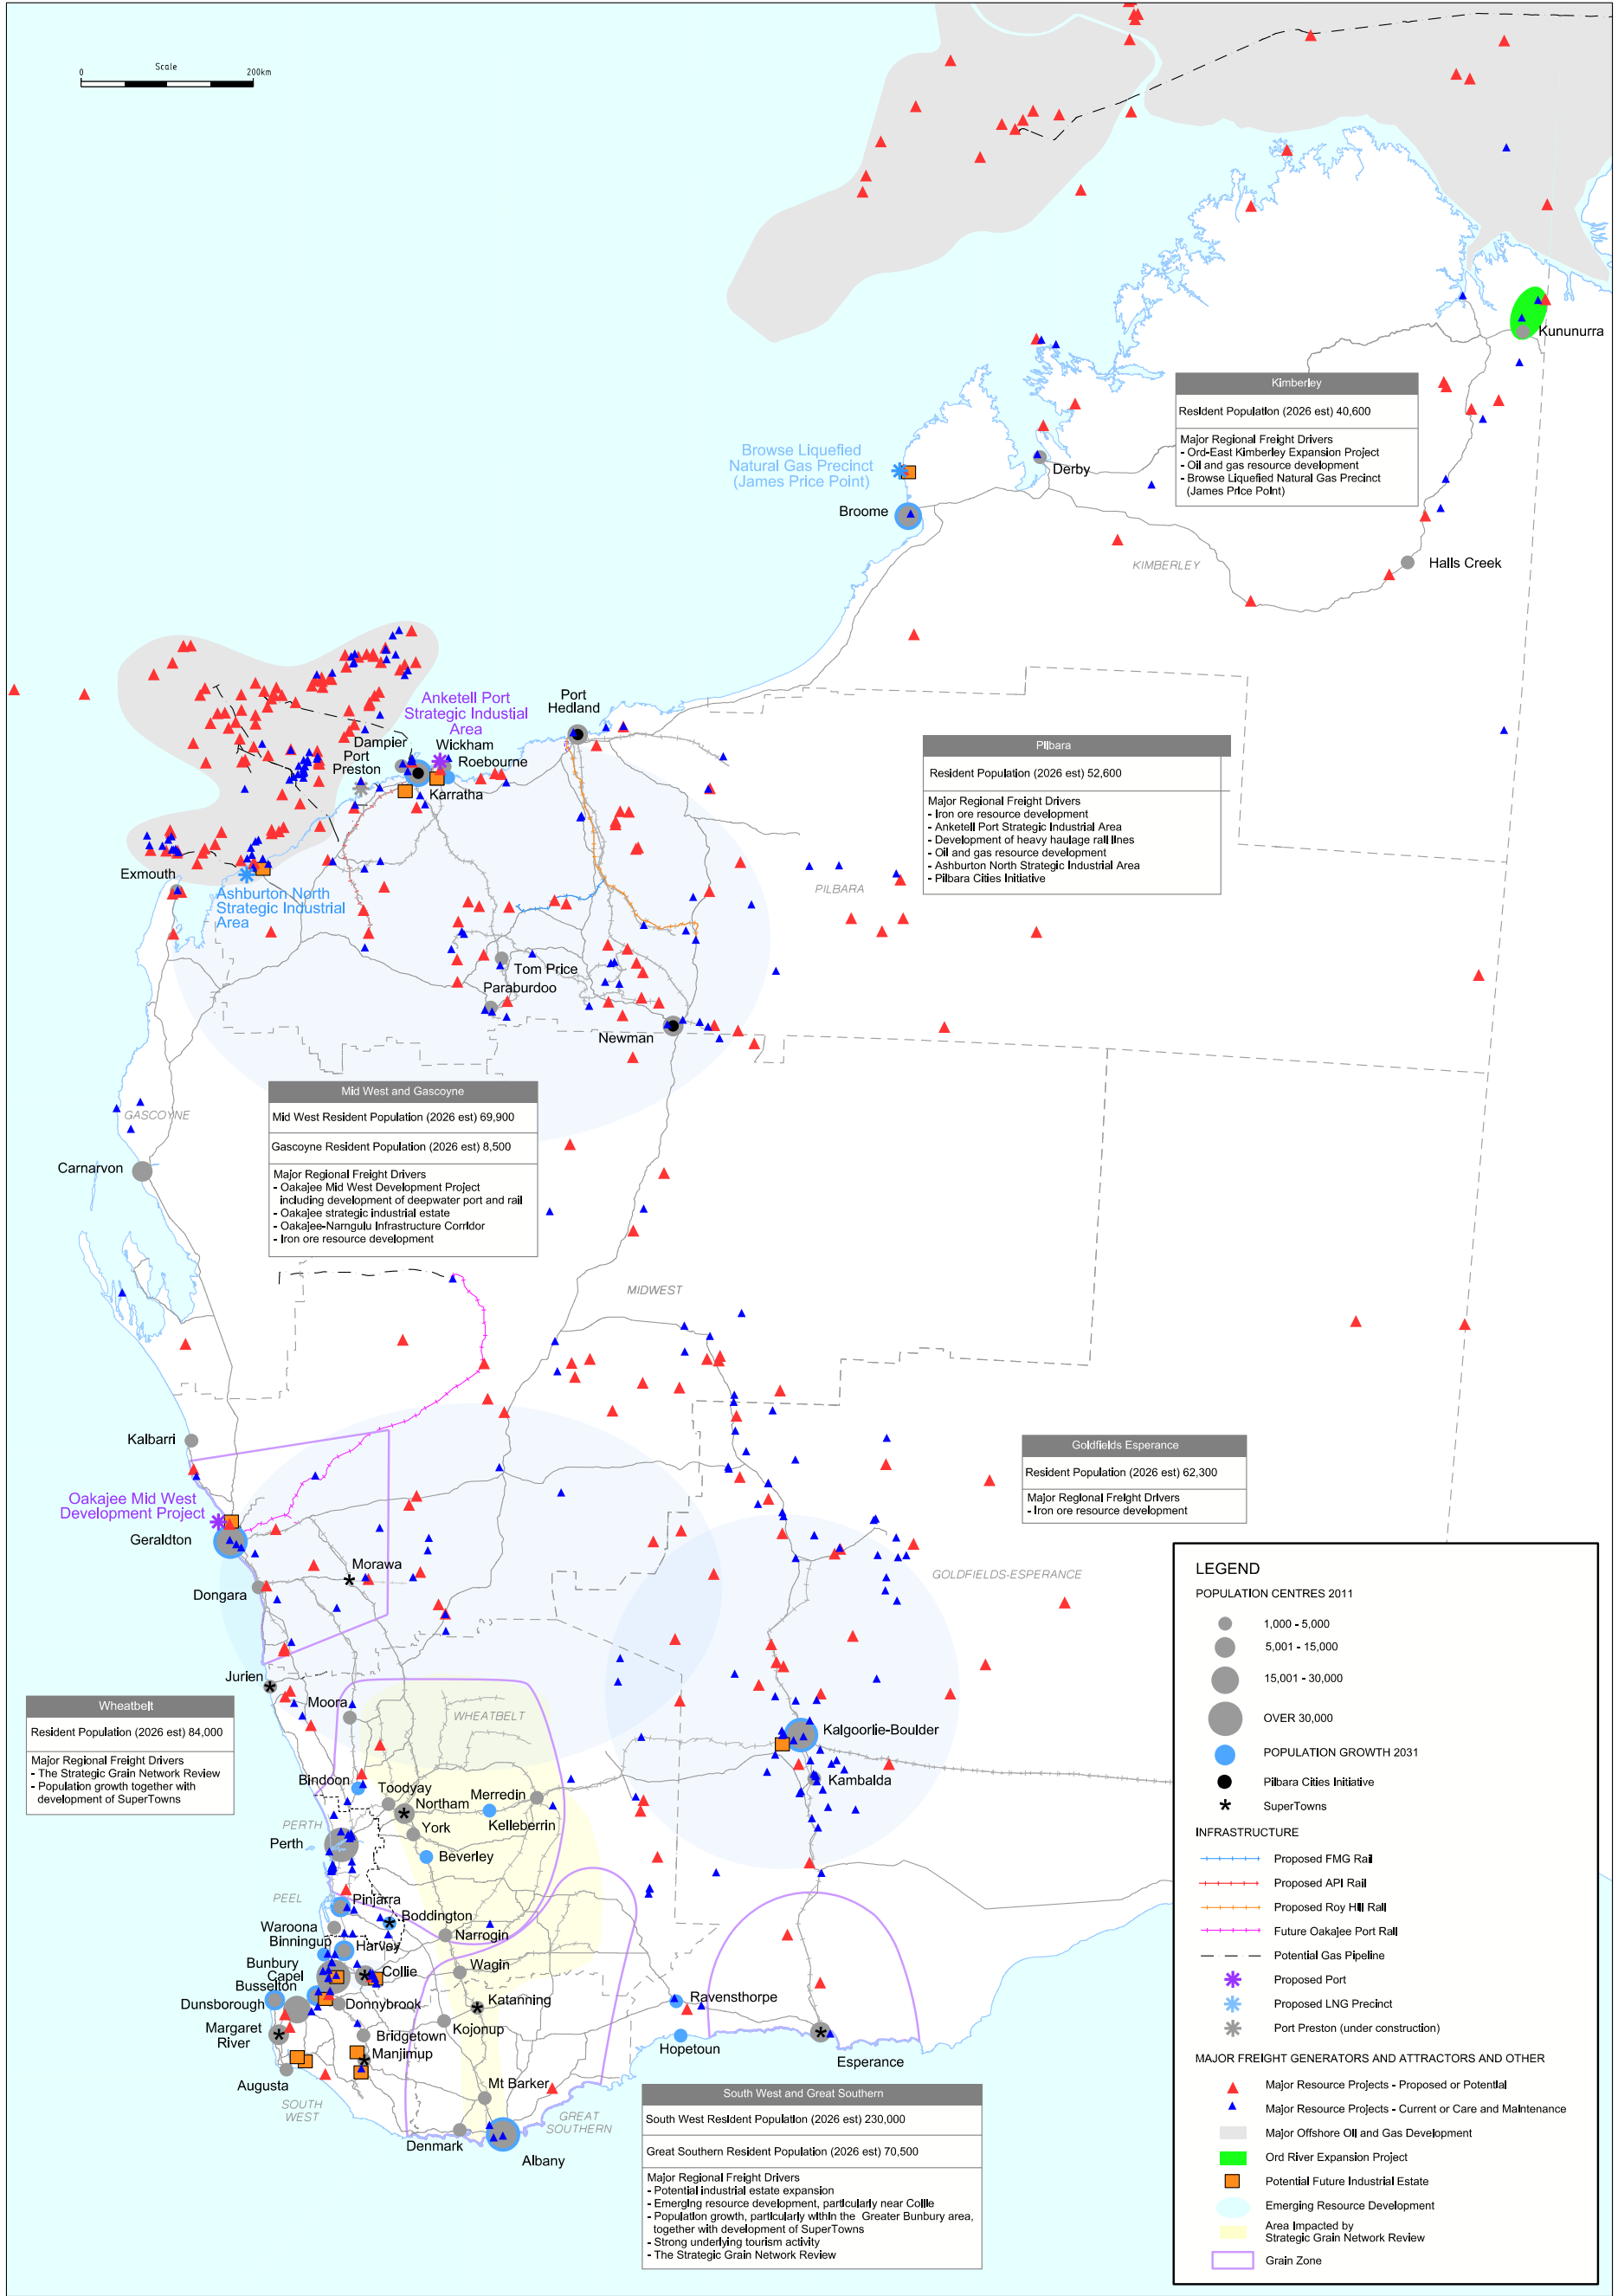 Scale
0 200km
Kununurra
Kimberley
Resident Population (2026 est) 40,600
Major Regional Freight Drivers
- Ord-East Kimberley Expansion Project
- Oil and gas resource development
- Browse Liquefied Natural Gas Precinct
(James Price Point)
Browse Liquefied
Natural Gas Precinct
(James Price Point)
Derby
Broome
Halls Creek
KIMBERLEY
Anketell Port
Strategic Industial
Area
Port
Hedland
Dampier
Port
Preston
Wickham
Roebourne
Karratha
Pilbara
Resident Population (2026 est) 52,600
Major Regional Freight Drivers
- Iron ore resource development
- Anketell Port Strategic Industrial Area
- Development of heavy haulage rail lines
- Oil and gas resource development
- Ashburton North Strategic Industrial Area
- Pilbara Cities Initiative
Exmouth
Ashburton North
Strategic Industrial
Area
PILBARA
Tom Price
Paraburdoo
Newman
Mid West and Gascoyne
Mid West Resident Population (2026 est) 69,900
Gascoyne Resident Population (2026 est) 8,500
Major Regional Freight Drivers
- Oakajee Mid West Development Project
including development of deepwater port and rail
- Oakajee strategic industrial estate
- Oakajee-Narngulu Infrastructure Corridor
- Iron ore resource development
GASCOYNE
Carnarvon
MIDWEST
Kalbarri
Oakajee Mid West
Development Project
Geraldton
Morawa
Dongara
Goldfields Esperance
Resident Population (2026 est) 62,300
Major Regional Freight Drivers
- Iron ore resource development
GOLDFIELDS-ESPERANCE
Jurien
Moora
WHEATBELT
Wheatbelt
Resident Population (2026 est) 84,000
Major Regional Freight Drivers
- The Strategic Grain Network Review
- Population growth together with
development of SuperTowns
Kalgoorlie-Boulder
Kambalda
Bindoon
Toodyay
Northam
Merredin
Kelleberrin
York
PERTH
Perth
Beverley
PEEL
Pinjarra
Boddington
Waroona
Binningup
Harvey
Narrogin
Bunbury
Capel
Collie
Wagin
Busselton
Dunsborough
Donnybrook
Katanning
Ravensthorpe
Margaret
River
Bridgetown
Kojonup
Manjimup
Hopetoun
Esperance
Augusta
SOUTH
WEST
Mt Barker
GREAT
SOUTHERN
Denmark
Albany
South West and Great Southern
South West Resident Population (2026 est) 230,000
Great Southern Resident Population (2026 est) 70,500
Major Regional Freight Drivers
- Potential industrial estate expansion
- Emerging resource development, particularly near Collie
- Population growth, particularly within the Greater Bunbury area,
together with development of SuperTowns
- Strong underlying tourism activity
- The Strategic Grain Network Review
LEGEND
POPULATION CENTRES 2011
1,000 - 5,000
5,001 - 15,000
15,001 - 30,000
OVER 30,000
POPULATION GROWTH 2031
Pilbara Cities Initiative
SuperTowns
INFRASTRUCTURE
Proposed FMG Rail
Proposed API Rail
Proposed Roy Hill Rail
Future Oakajee Port Rail
Potential Gas Pipeline
Proposed Port
Proposed LNG Precinct
Port Preston (under construction)
MAJOR FREIGHT GENERATORS AND ATTRACTORS AND OTHER
Major Resource Projects - Proposed or Potential
Major Resource Projects - Current or Care and Maintenance
Major Offshore Oil and Gas Development
Ord River Expansion Project
Potential Future Industrial Estate
Emerging Resource Development
Area Impacted by
Strategic Grain Network Review
Grain Zone